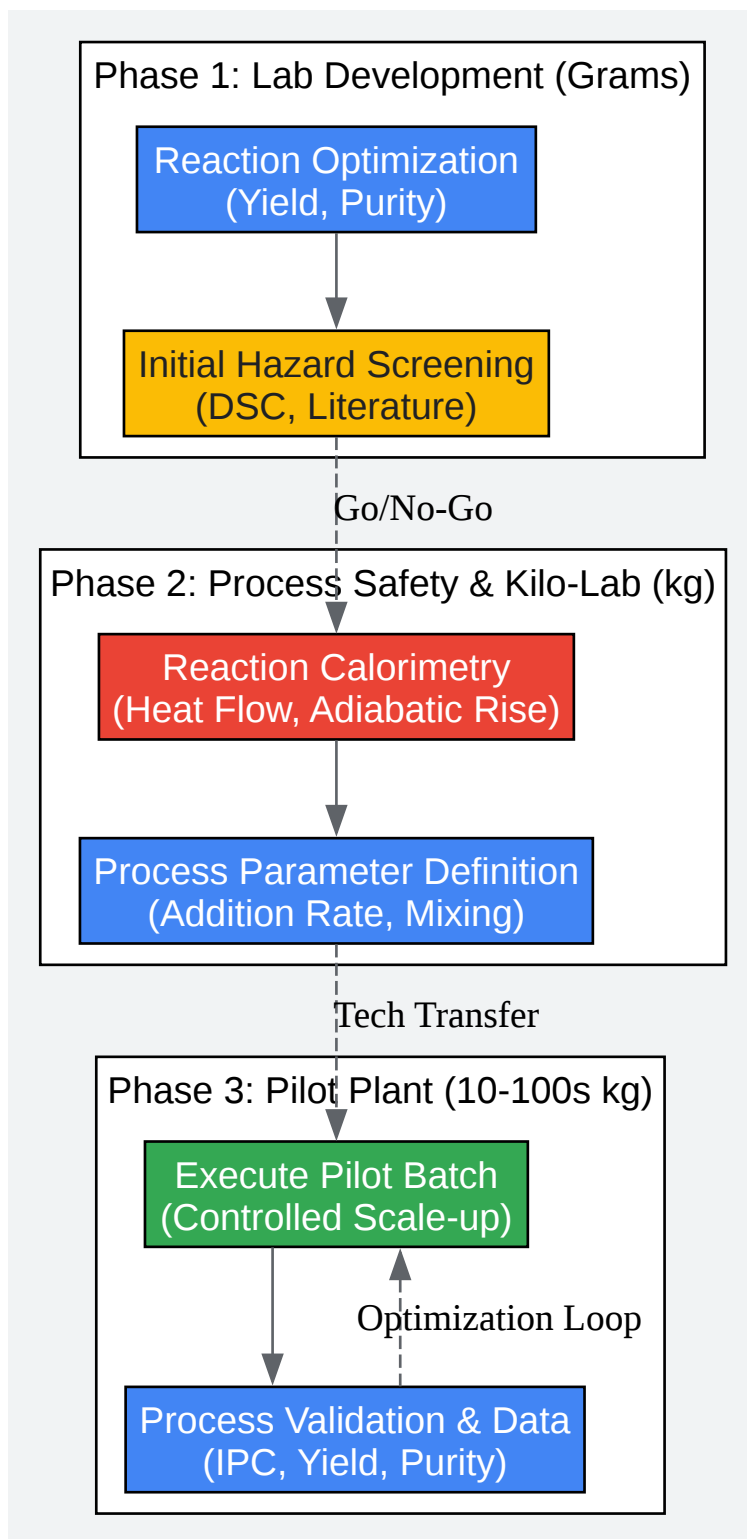 Phase 1: Lab Development (Grams)
Reaction Optimization
(Yield, Purity)
Initial Hazard Screening
(DSC, Literature)
Go/No-Go
Phase 2: Process Safety & Kilo-Lab (kg)
Reaction Calorimetry
(Heat Flow, Adiabatic Rise)
Process Parameter Definition
(Addition Rate, Mixing)
Tech Transfer
Phase 3: Pilot Plant (10-100s kg)
Execute Pilot Batch
(Controlled Scale-up)
Optimization Loop
Process Validation & Data
(IPC, Yield, Purity)